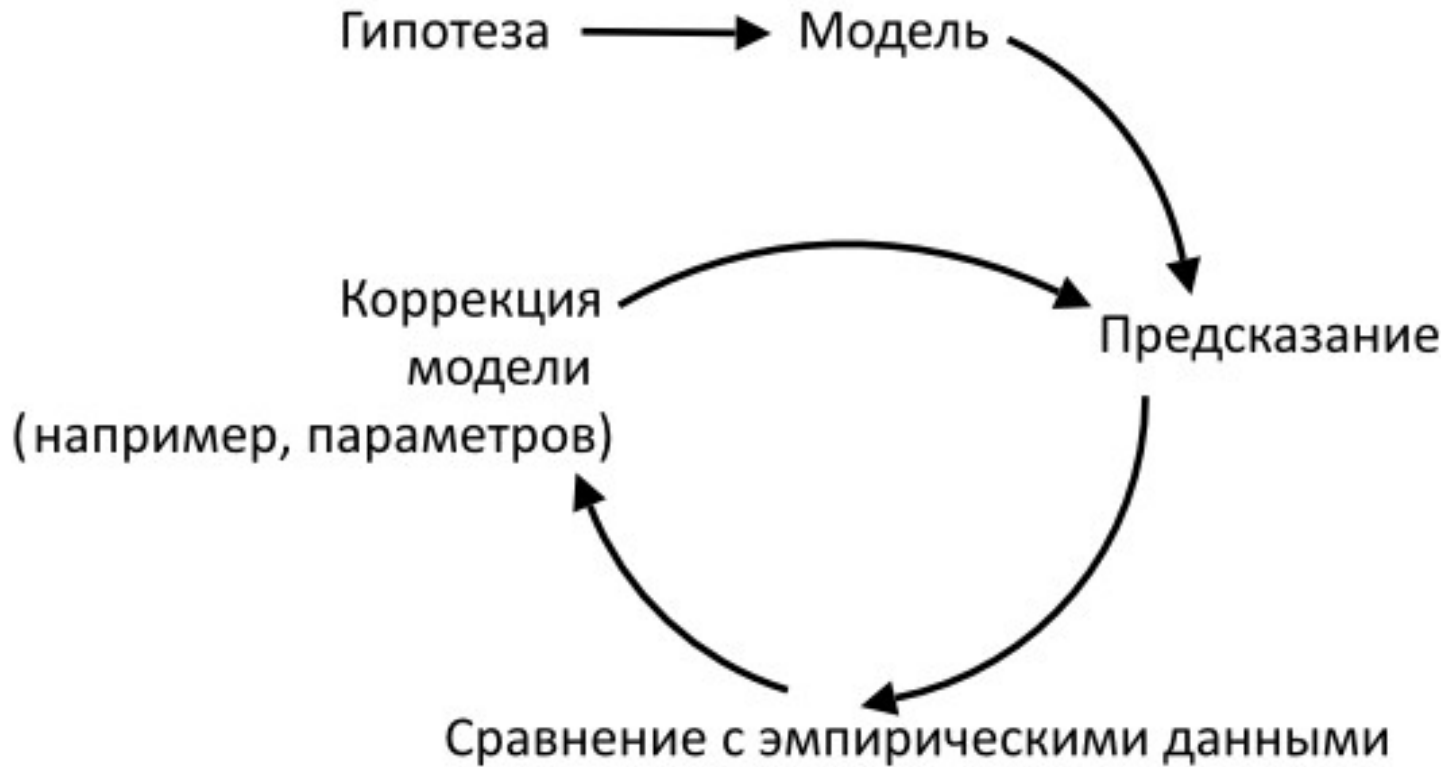 Гипотеза
Модель
Коррекция
модели
(например, параметров)
Предсказание
Сравнение с эмпирическими данными